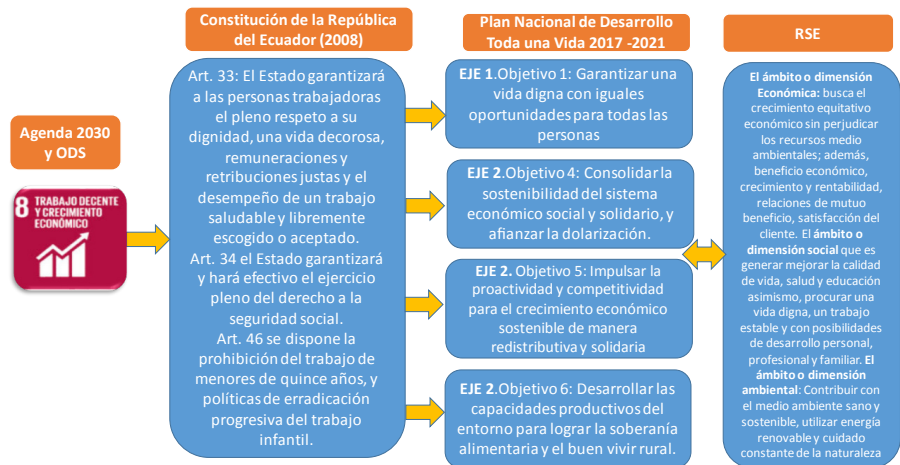 Agenda 2030
y ODS
8 TRABAJO DECENTE
Y CRECIMIENTO
ECONÓMICO
Constitución de la República
del Ecuador (2008)
Art. 33: El Estado garantizará
a las personas trabajadoras
el pleno respeto a su
dignidad, una vida decorosa,
remuneraciones y
retribuciones justas y el
desempeño de un trabajo
saludable y libremente
escogido o aceptado.
Art. 34 el Estado garantizará
y hará efectivo el ejercicio
pleno del derecho a la
seguridad social.
Art. 46 se dispone la
prohibición del trabajo de
menores de quince años, y
políticas de erradicación
progresiva del trabajo
infantil.
Plan Nacional de Desarrollo
Toda una Vida 2017 -2021
EJE 1.Objetivo 1: Garantizar una
vida digna con iguales
oportunidades para todas las
personas
EJE 2.Objetivo 4: Consolidar la
sostenibilidad del sistema
económico social y solidario, y
afianzar la dolarización.
EJE 2. Objetivo 5: Impulsar la
proactividad y competitividad
para el crecimiento económico
sostenible de manera
redistributiva y solidaria
EJE 2.Objetivo 6: Desarrollar las
capacidades productivos del
entorno para lograr la soberanía
alimentaria y el buen vivir rural.
RSE
El ámbito o dimensión
Económica: busca el
crecimiento equitativo
económico sin perjudicar
los recursos medio
ambientales; además,
beneficio económico,
crecimiento y rentabilidad,
relaciones de mutuo
beneficio, satisfacción del
cliente. El ámbito o
dimensión social que es
generar mejorar la calidad
de vida, salud y educación
asimismo, procurar una
vida digna, un trabajo
estable y con posibilidades
de desarrollo personal,
profesional y familiar. El
ámbito o dimensión
ambiental: Contribuir con
el medio ambiente sano y
sostenible, utilizar energía
renovable y cuidado
constante de la naturaleza